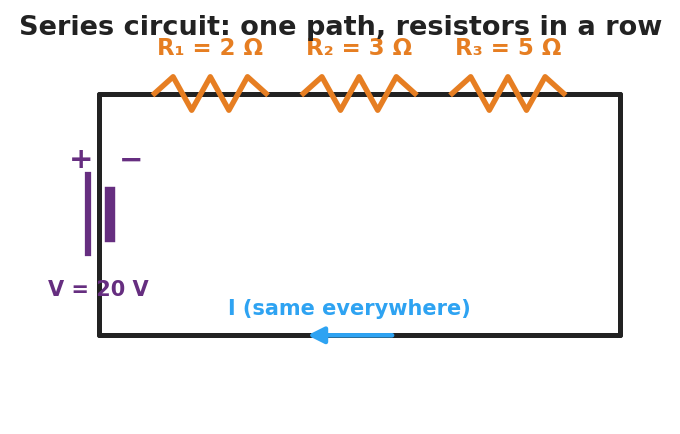 Series circuit: one path, resistors in a row
R₁ = 2 Ω
R₂ = 3 Ω
R₃ = 5 Ω
+ −
V = 20 V
I (same everywhere)